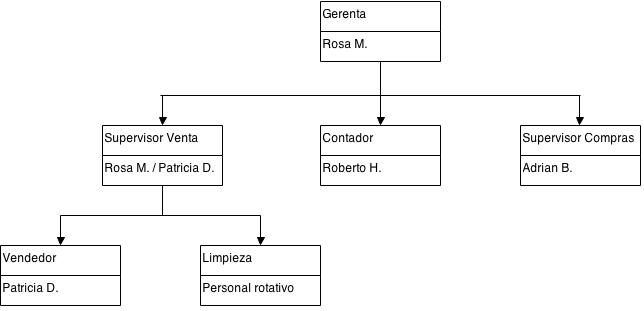 Gerenta
Rosa M.
Supervisor Venta
Rosa M. / Patricia D.
Contador
Roberto H.
Supervisor Compras
Adrian B.
Vendedor
Patricia D.
Limpieza
Personal rotativo